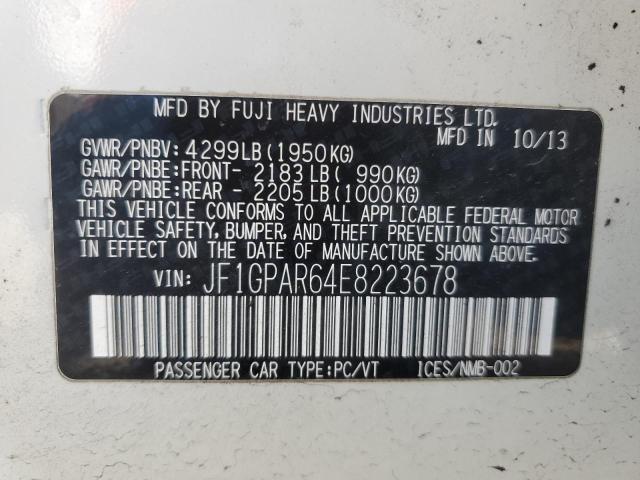 MFD BY FUJI HEAVY INDUSTRIES LTD.
MFD IN 10/13
GVWR/PNBV: 4299LB(1950KG)
GAWR/PNBE:FRONT- 2183LB( 990KG)
GAWR/PNBE:REAR - 2205LB(1000KG)
THIS VEHICLE CONFORMS TO ALL APPLICABLE FEDERAL MOTOR
VEHICLE SAFETY, BUMPER, AND THEFT PREVENTION STANDARDS
IN EFFECT ON THE DATE OF MANUFACTURE SHOWN ABOVE.
VIN: JF1GPAR64E8223678
PASSENGER CAR TYPE:PC/VT ICES/NMB-002